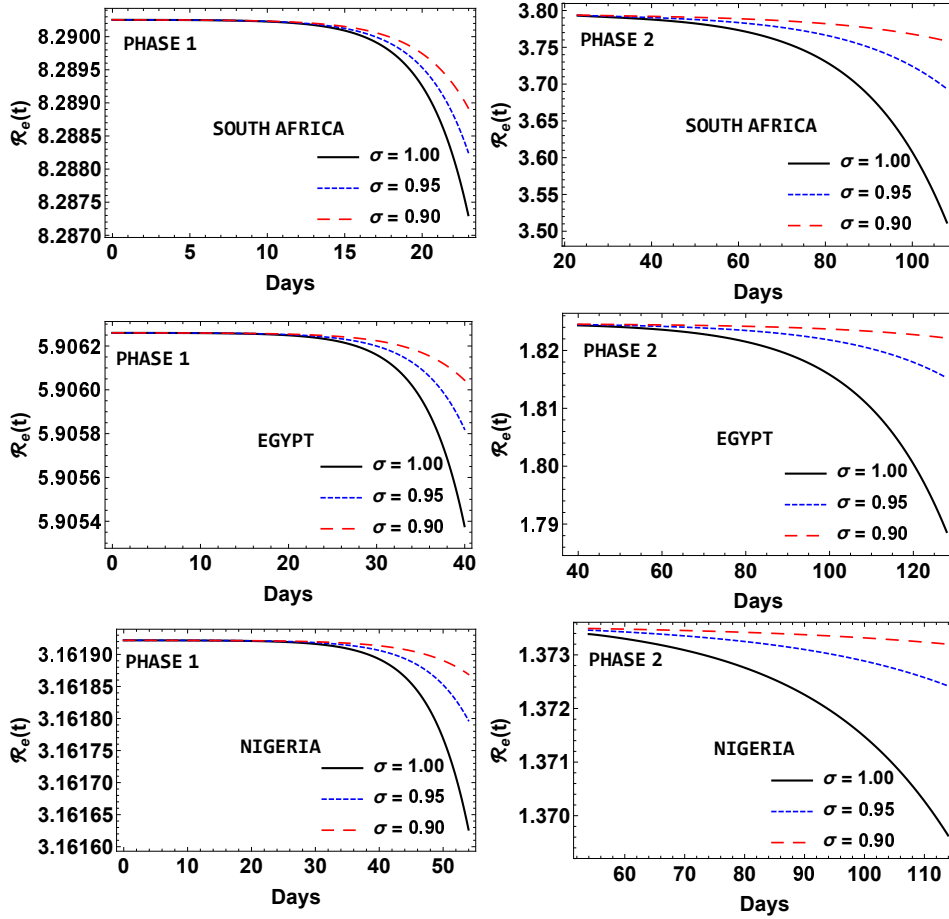 8.2900
8.2895
8.2890
8.2885
8.2880
8.2875
8.2870
ℛ_e(t)
PHASE 1
SOUTH AFRICA
σ = 1.00
σ = 0.95
σ = 0.90
0 5 10 15 20
Days
3.80
3.75
3.70
3.65
3.60
3.55
3.50
ℛ_e(t)
PHASE 2
SOUTH AFRICA
σ = 1.00
σ = 0.95
σ = 0.90
20 40 60 80 100
Days
5.9062
5.9060
5.9058
5.9056
5.9054
ℛ_e(t)
PHASE 1
EGYPT
σ = 1.00
σ = 0.95
σ = 0.90
0 10 20 30 40
Days
1.82
1.81
1.80
1.79
ℛ_e(t)
PHASE 2
EGYPT
σ = 1.00
σ = 0.95
σ = 0.90
40 60 80 100 120
Days
3.16190
3.16185
3.16180
3.16175
3.16170
3.16165
3.16160
ℛ_e(t)
PHASE 1
NIGERIA
σ = 1.00
σ = 0.95
σ = 0.90
0 10 20 30 40 50
Days
1.373
1.372
1.371
1.370
ℛ_e(t)
PHASE 2
NIGERIA
σ = 1.00
σ = 0.95
σ = 0.90
60 70 80 90 100 110
Days